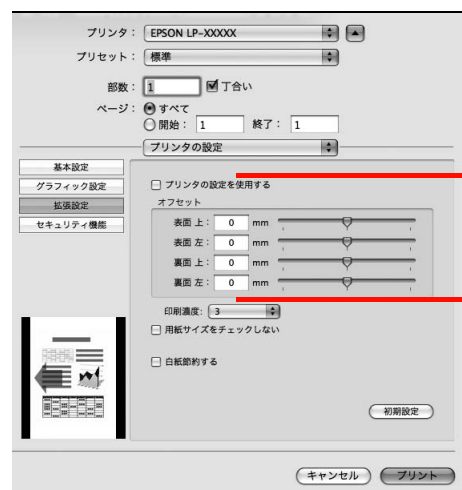 プリンタ： EPSON LP-XXXXX
プリセット： 標準
部数： 1 丁合い
ページ： すべて
開始： 1 終了： 1
プリンタの設定
基本設定
グラフィック設定
拡張設定
セキュリティ機能
プリンタの設定を使用する
オフセット
表面 上： 0 mm
表面 左： 0 mm
裏面 上： 0 mm
裏面 左： 0 mm
印刷濃度： 3
用紙サイズをチェックしない
白紙節約する
初期設定
キャンセル プリント